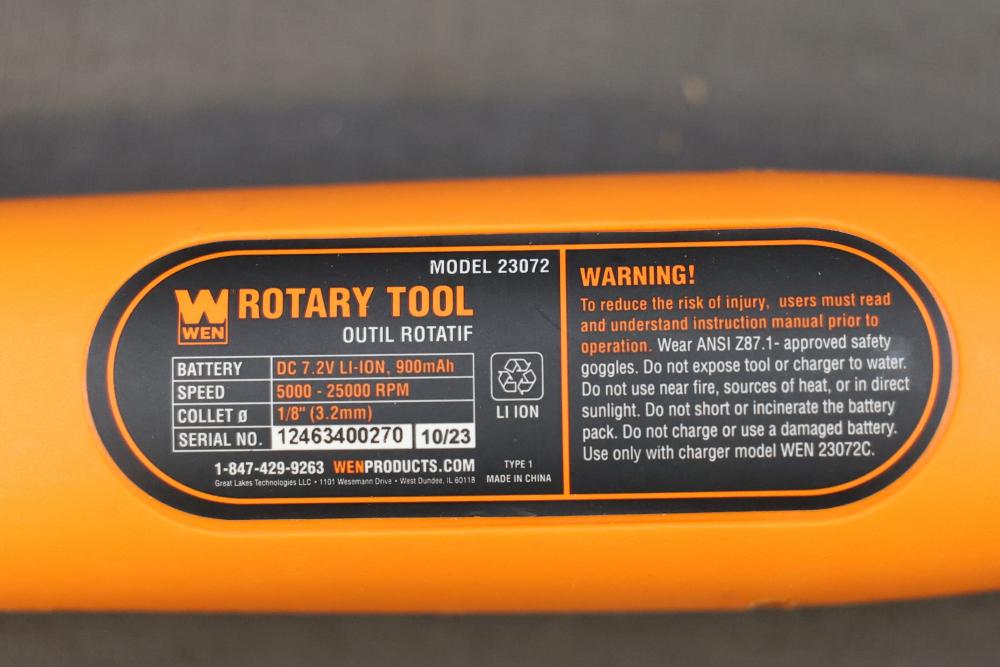 MODEL 23072
W
WEN
ROTARY TOOL
OUTIL ROTATIF
BATTERY DC 7.2V LI-ION, 900mAh
SPEED 5000 - 25000 RPM
COLLET ø 1/8" (3.2mm)
SERIAL NO. 12463400270 10/23
LI ION
1-847-429-9263 WENPRODUCTS.COM
Great Lakes Technologies LLC • 1101 Wesemann Drive • West Dundee, IL 60118
TYPE 1
MADE IN CHINA
WARNING!
To reduce the risk of injury, users must read
and understand instruction manual prior to
operation. Wear ANSI Z87.1- approved safety
goggles. Do not expose tool or charger to water.
Do not use near fire, sources of heat, or in direct
sunlight. Do not short or incinerate the battery
pack. Do not charge or use a damaged battery.
Use only with charger model WEN 23072C.